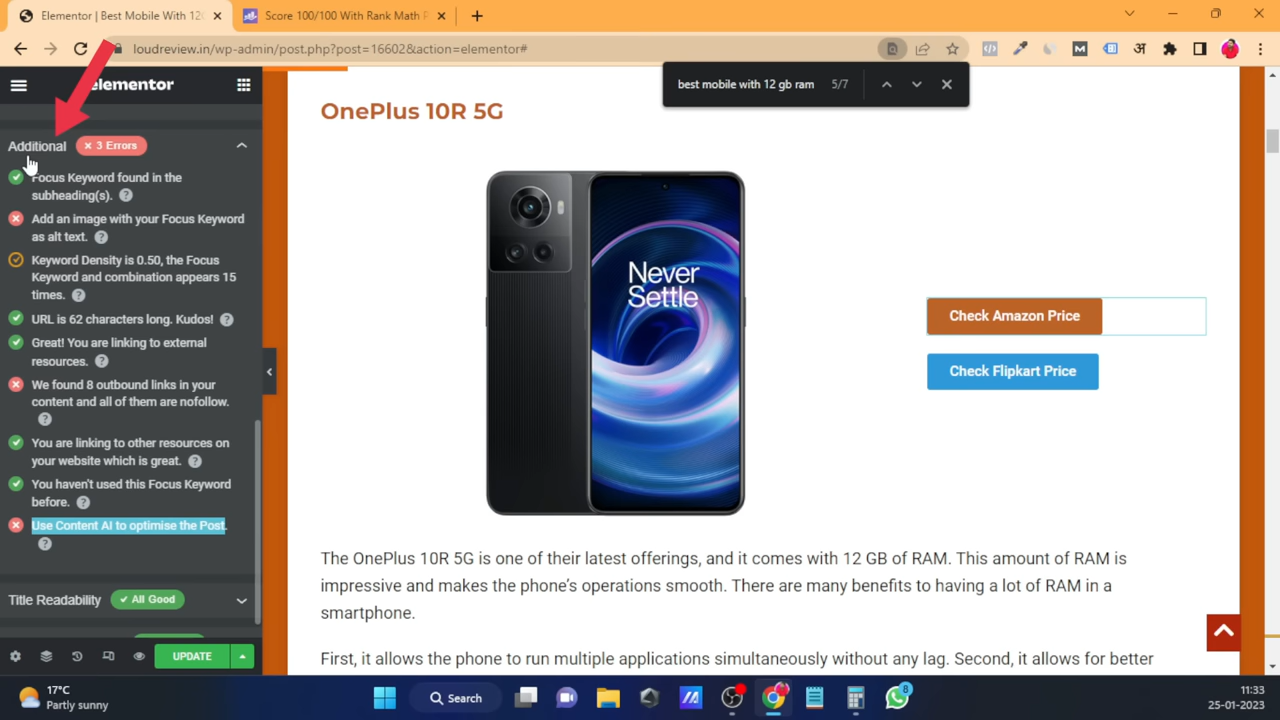 Elementor | Best Mobile With 12G
Score 100/100 With Rank Math P
loudreview.in/wp-admin/post.php?post=16602&action=elementor#
M
अ
elementor
best mobile with 12 gb ram 5/7
Additional
× 3 Errors
Focus Keyword found in the
subheading(s). ?
Add an image with your Focus Keyword
as alt text. ?
Keyword Density is 0.50, the Focus
Keyword and combination appears 15
times. ?
URL is 62 characters long. Kudos! ?
Great! You are linking to external
resources. ?
We found 8 outbound links in your
content and all of them are nofollow.
?
You are linking to other resources on
your website which is great. ?
You haven't used this Focus Keyword
before. ?
Use Content AI to optimise the Post.
?
Title Readability
All Good
UPDATE
OnePlus 10R 5G
Never
Settle
Check Amazon Price
Check Flipkart Price
The OnePlus 10R 5G is one of their latest offerings, and it comes with 12 GB of RAM. This amount of RAM is
impressive and makes the phone's operations smooth. There are many benefits to having a lot of RAM in a
smartphone.
First, it allows the phone to run multiple applications simultaneously without any lag. Second, it allows for better
17°C
Partly sunny
Search
8
11:33
25-01-2023